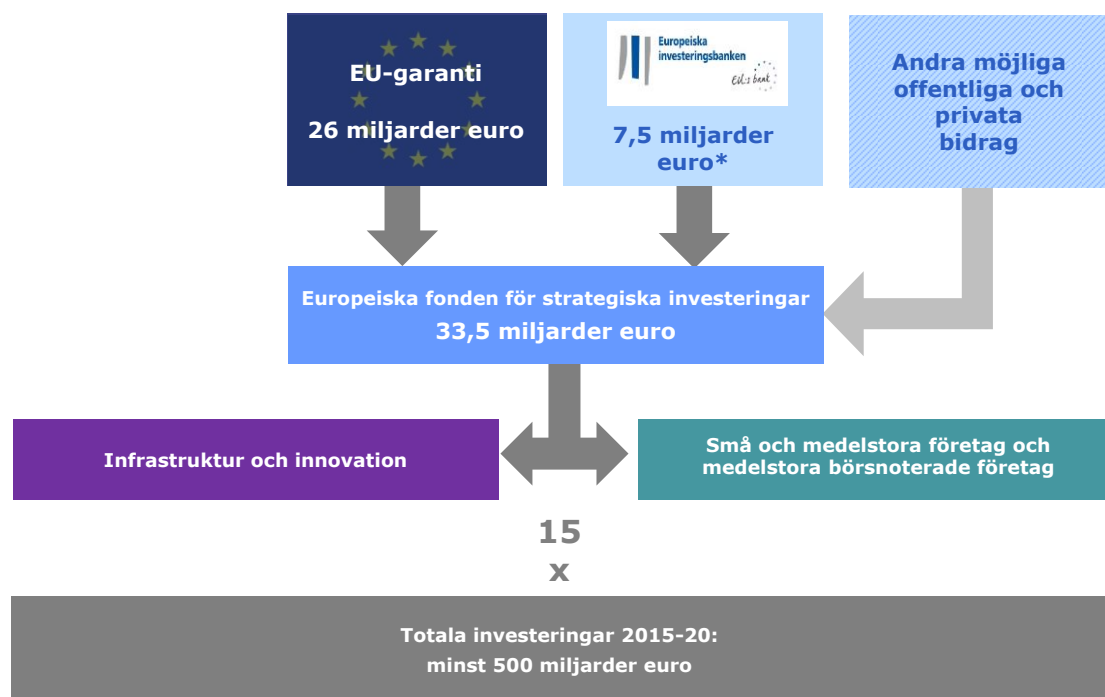 EU-garanti
26 miljarder euro
Europeiska
investeringsbanken
EU:s bank
7,5 miljarder
euro*
Andra möjliga
offentliga och
privata
bidrag
Europeiska fonden för strategiska investeringar
33,5 miljarder euro
Infrastruktur och innovation
Små och medelstora företag och
medelstora börsnoterade företag
15
x
Totala investeringar 2015-20:
minst 500 miljarder euro